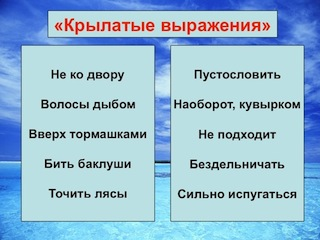 «Крылатые выражения»
Не ко двору
Волосы дыбом
Вверх тормашками
Бить баклуши
Точить лясы
Пустословить
Наоборот, кувырком
Не подходит
Бездельничать
Сильно испугаться